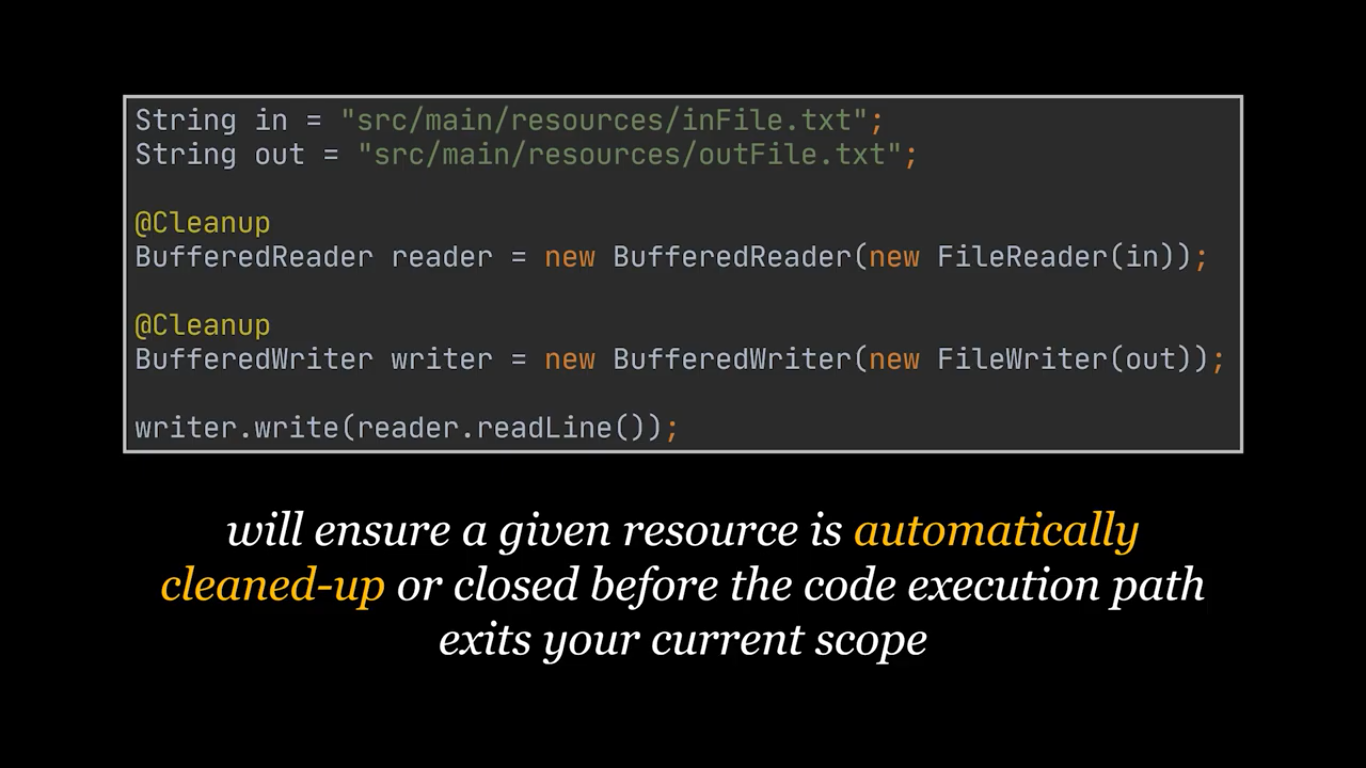 String in = "src/main/resources/inFile.txt";
String out = "src/main/resources/outFile.txt";
@Cleanup
BufferedReader reader = new BufferedReader(new FileReader(in));
@Cleanup
BufferedWriter writer = new BufferedWriter(new FileWriter(out));
writer.write(reader.readLine());
will ensure a given resource is automatically
cleaned-up or closed before the code execution path
exits your current scope